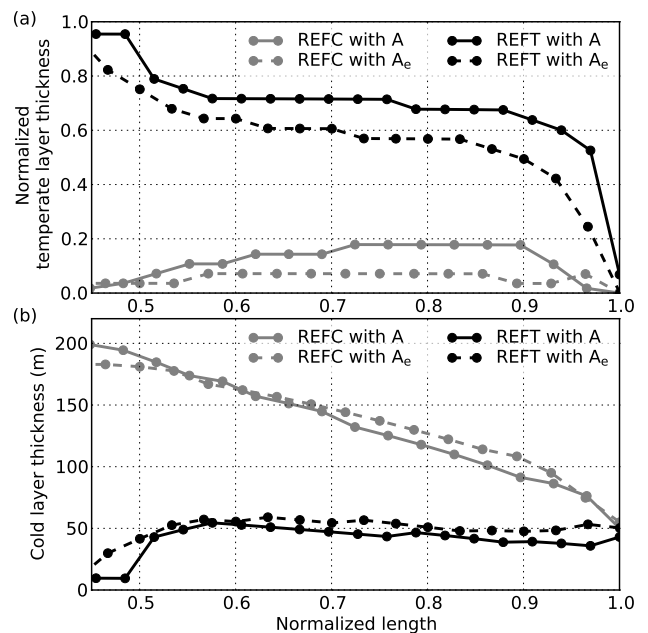 (a)
1.0
0.8
0.6
0.4
0.2
0.0
Normalized
temperate layer thickness
REFC with A
REFC with Aₑ
REFT with A
REFT with Aₑ
0.5 0.6 0.7 0.8 0.9 1.0
(b)
200
150
100
50
0
Cold layer thickness (m)
REFC with A
REFC with Aₑ
REFT with A
REFT with Aₑ
0.5 0.6 0.7 0.8 0.9 1.0
Normalized length